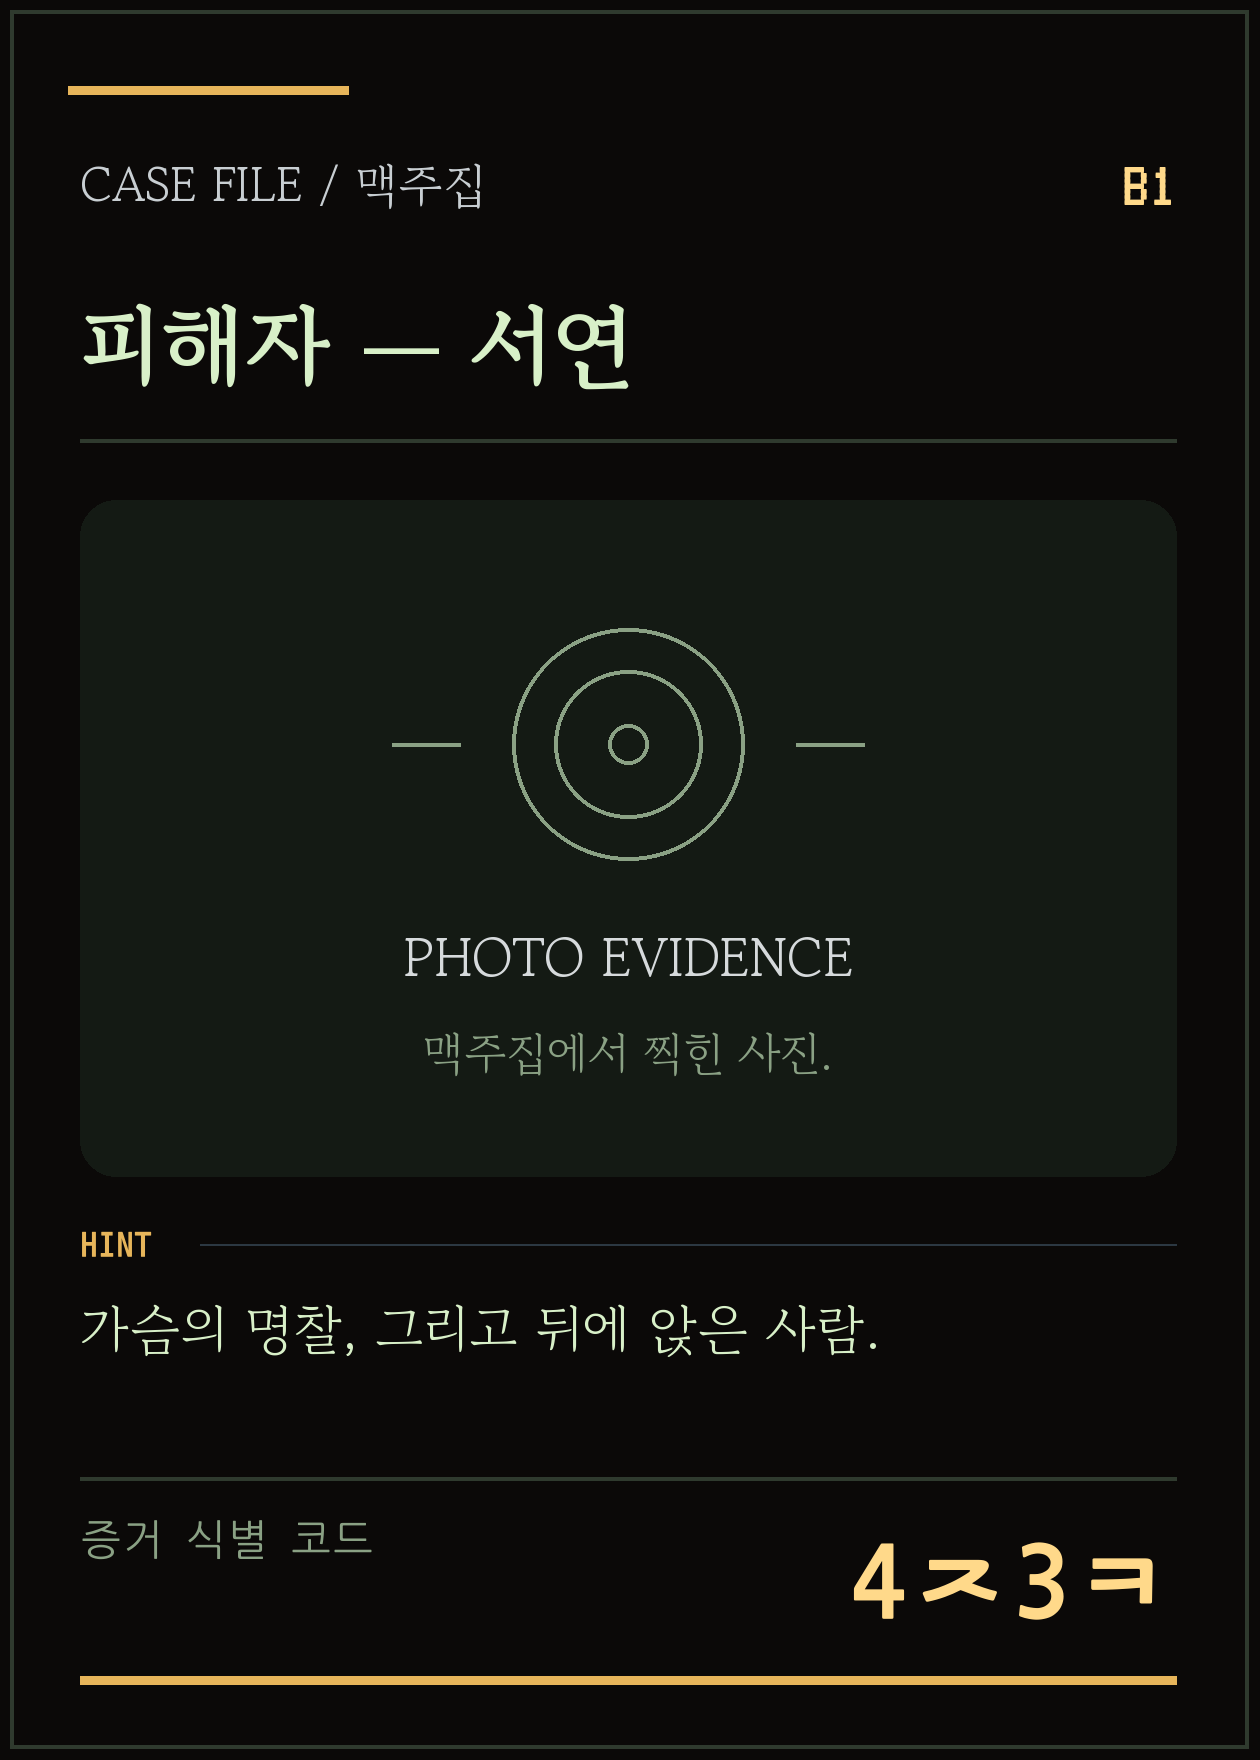 CASE FILE / 맥주집
B1
피해자 — 서연
PHOTO EVIDENCE
맥주집에서 찍힌 사진.
HINT
가슴의 명찰, 그리고 뒤에 앉은 사람.
증거 식별 코드
4ㅈ3ㅋ